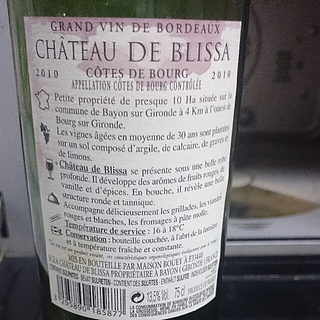 GRAND VIN DE BORDEAUX
CHÂTEAU DE BLISSA
2010 CÔTES DE BOURG 2010
APPELLATION CÔTES DE BOURG CONTRÔLÉE
Petite propriété de presque 10 Ha située sur la
commune de Bayon sur Gironde à 4 Km à l'ouest de
Bourg sur Gironde.
Les vignes âgées en moyenne de 30 ans sont plantées
sur un sol composé d'argile, de calcaire, de graves et
de limons.
Château de Blissa se présente sous une belle robe
profonde, Il développe des arômes de fruits rouges, de
vanille et d'épices. En bouche, il révèle une belle
structure ronde et tannique.
Accompagne délicieusement les grillades, les viandes
rouges et blanches, les fromages à pâte molle.
Température de service : 16 à 18°C
Conservation : bouteille couchée, à l'abri de la lumière
et à température fraîche et constante.
MIS EN BOUTEILLE PAR MAISON BOUEY À F33440
CHÂTEAU DE BLISSA PROPRIÉTAIRE À BAYON (GIRONDE)
CONTIENT DES SULFITES CONTAINS SULFITES
13,5% Vol. 75 cl
185877